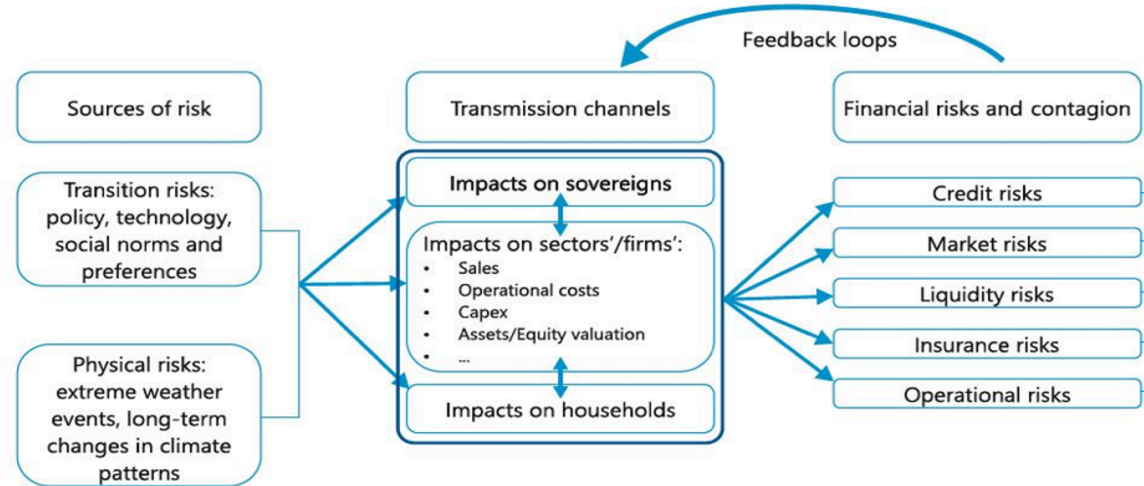 Feedback loops
Sources of risk
Transmission channels
Financial risks and contagion
Transition risks:
policy, technology,
social norms and
preferences
Physical risks:
extreme weather
events, long-term
changes in climate
patterns
Impacts on sovereigns
Impacts on sectors'/firms':
• Sales
• Operational costs
• Capex
• Assets/Equity valuation
• ...
Impacts on households
Credit risks
Market risks
Liquidity risks
Insurance risks
Operational risks